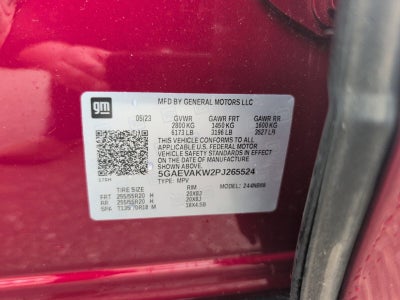 gm
MFD BY GENERAL MOTORS LLC
05/23 GVWR GAWR FRT GAWR RR
2800 KG 1450 KG 1600 KG
6173 LB 3196 LB 3527 LB
THIS VEHICLE CONFORMS TO ALL
APPLICABLE U.S. FEDERAL MOTOR
VEHICLE SAFETY STANDARDS IN EFFECT
ON THE DATE OF MANUFACTURE
SHOWN ABOVE.
5GAEVAKW2PJ265524
TYPE: MPV MODEL:
TIRE SIZE RIM
FRT 255/55R20 H 20X8J
RR 255/55R20 H 20X8J
SPA T135/70R18 M 18X4.5B